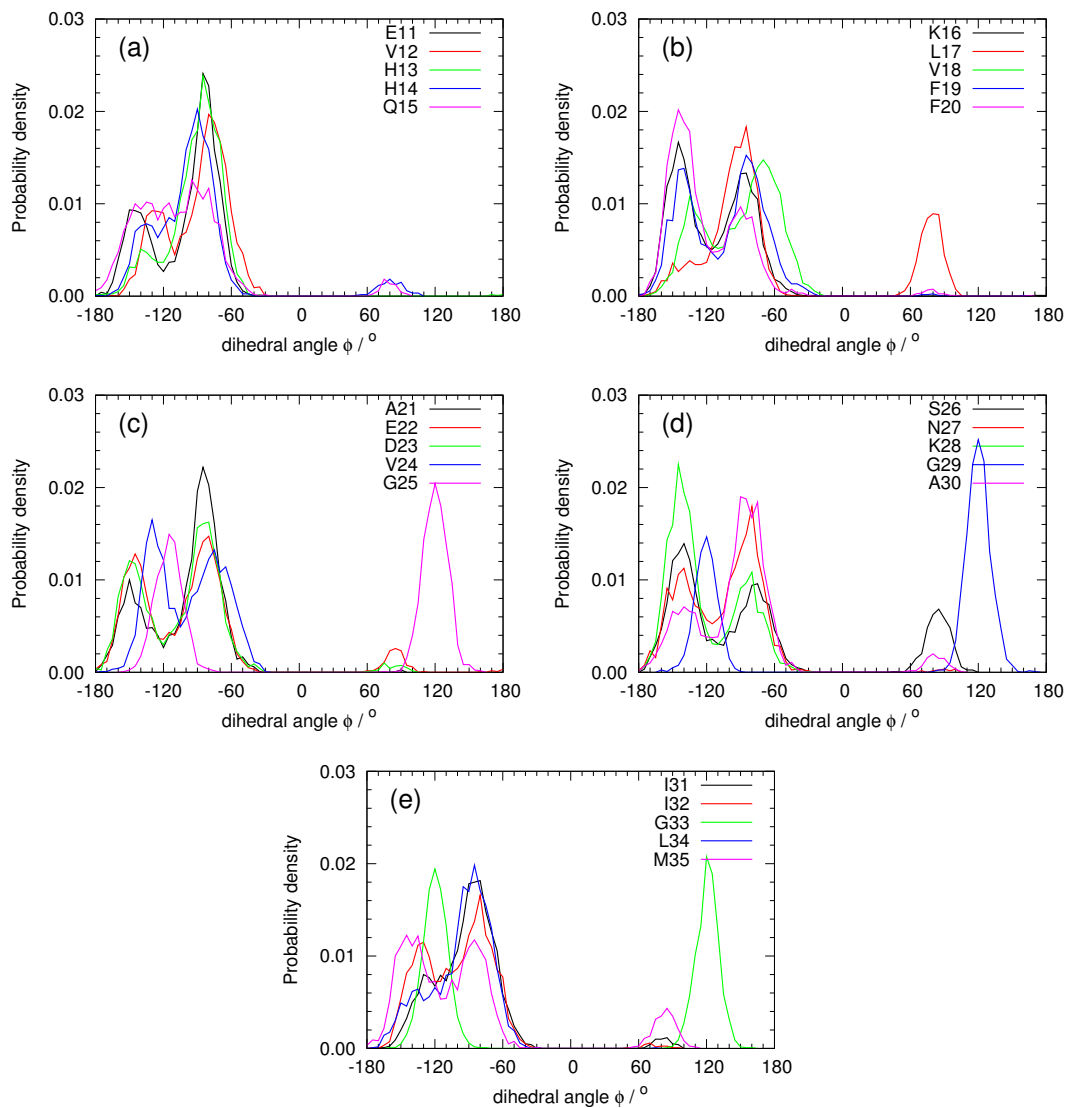 (a)
E11
V12
H13
H14
Q15
Probability density
0.03
0.02
0.01
0.00
-180 -120 -60 0 60 120 180
dihedral angle ϕ / °
(b)
K16
L17
V18
F19
F20
Probability density
0.03
0.02
0.01
0.00
-180 -120 -60 0 60 120 180
dihedral angle ϕ / °
(c)
A21
E22
D23
V24
G25
Probability density
0.03
0.02
0.01
0.00
-180 -120 -60 0 60 120 180
dihedral angle ϕ / °
(d)
S26
N27
K28
G29
A30
Probability density
0.03
0.02
0.01
0.00
-180 -120 -60 0 60 120 180
dihedral angle ϕ / °
(e)
I31
I32
G33
L34
M35
Probability density
0.03
0.02
0.01
0.00
-180 -120 -60 0 60 120 180
dihedral angle ϕ / °